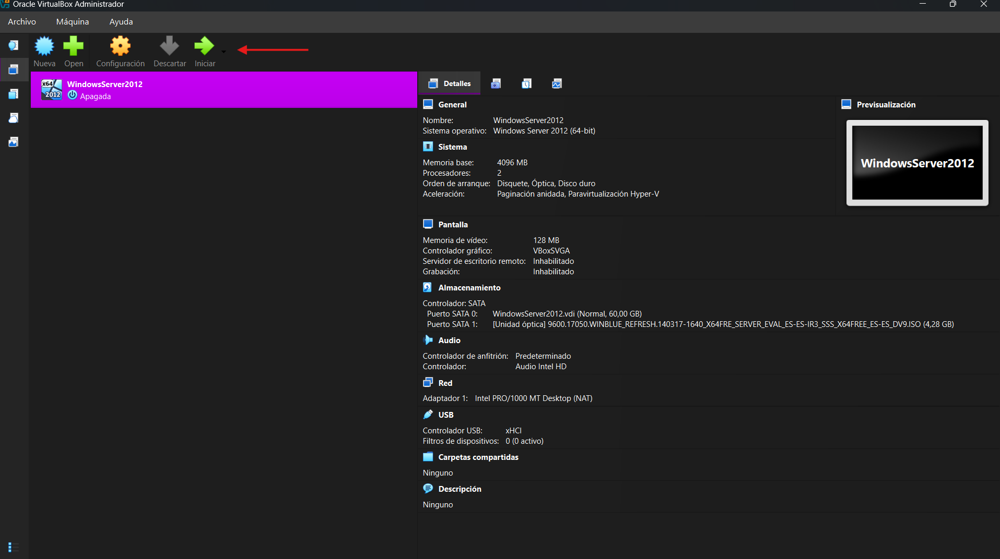 Oracle VirtualBox Administrador
Archivo Máquina Ayuda
Nueva Open Configuración Descartar Iniciar
x64 2012
WindowsServer2012
Apagada
Detalles
General
Nombre: WindowsServer2012
Sistema operativo: Windows Server 2012 (64-bit)
Previsualización
WindowsServer2012
Sistema
Memoria base: 4096 MB
Procesadores: 2
Orden de arranque: Disquete, Óptica, Disco duro
Aceleración: Paginación anidada, Paravirtualización Hyper-V
Pantalla
Memoria de vídeo: 128 MB
Controlador gráfico: VBoxSVGA
Servidor de escritorio remoto: Inhabilitado
Grabación: Inhabilitado
Almacenamiento
Controlador: SATA
Puerto SATA 0: WindowsServer2012.vdi (Normal, 60,00 GB)
Puerto SATA 1: [Unidad óptica] 9600.17050.WINBLUE_REFRESH.140317-1640_X64FRE_SERVER_EVAL_ES-ES-IR3_SSS_X64FREE_ES-ES_DV9.ISO (4,28 GB)
Audio
Controlador de anfitrión: Predeterminado
Controlador: Audio Intel HD
Red
Adaptador 1: Intel PRO/1000 MT Desktop (NAT)
USB
Controlador USB: xHCI
Filtros de dispositivos: 0 (0 activo)
Carpetas compartidas
Ninguno
Descripción
Ninguno